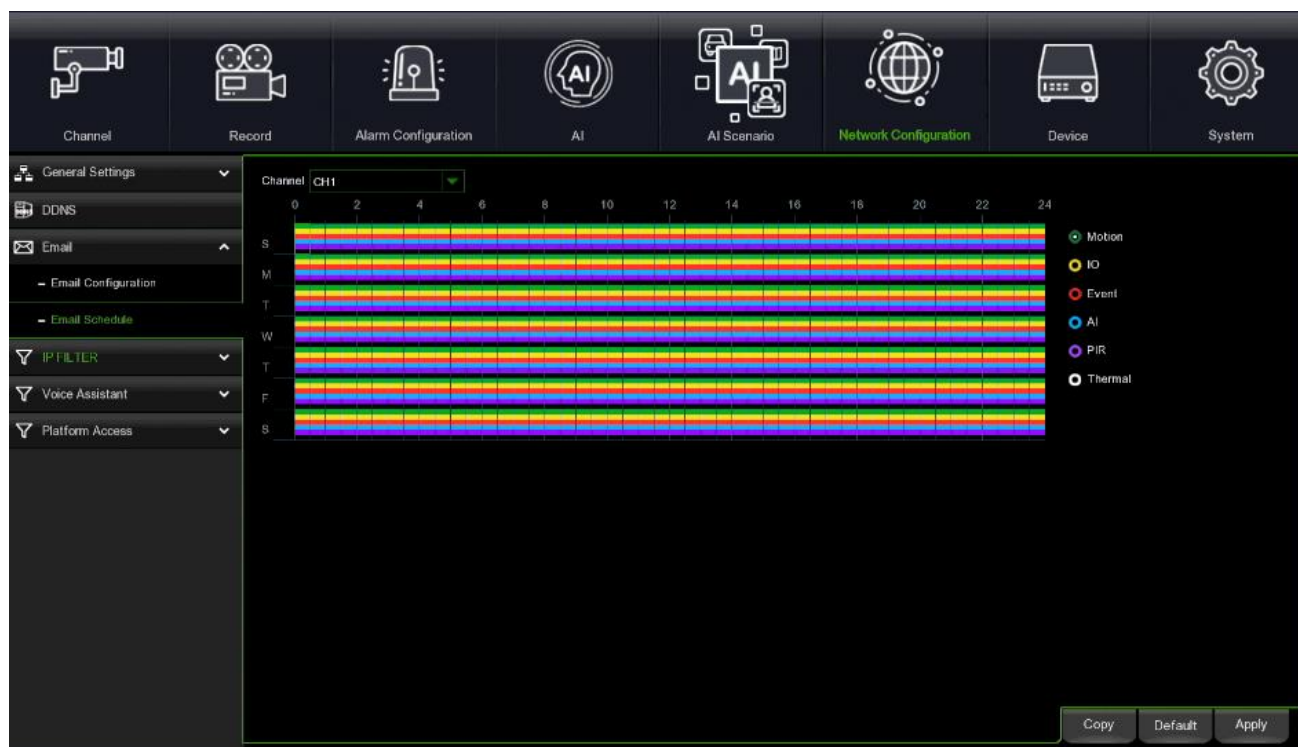 AI
AI
Channel Record Alarm Configuration AI AI Scenario Network Configuration Device System
General Settings
DDNS
Email
– Email Configuration
– Email Schedule
IP FILTER
Voice Assistant
Platform Access
Channel CH1
0 2 4 6 8 10 12 14 16 18 20 22 24
S
M
T
W
T
F
S
Motion
IO
Event
AI
PIR
Thermal
Copy Default Apply